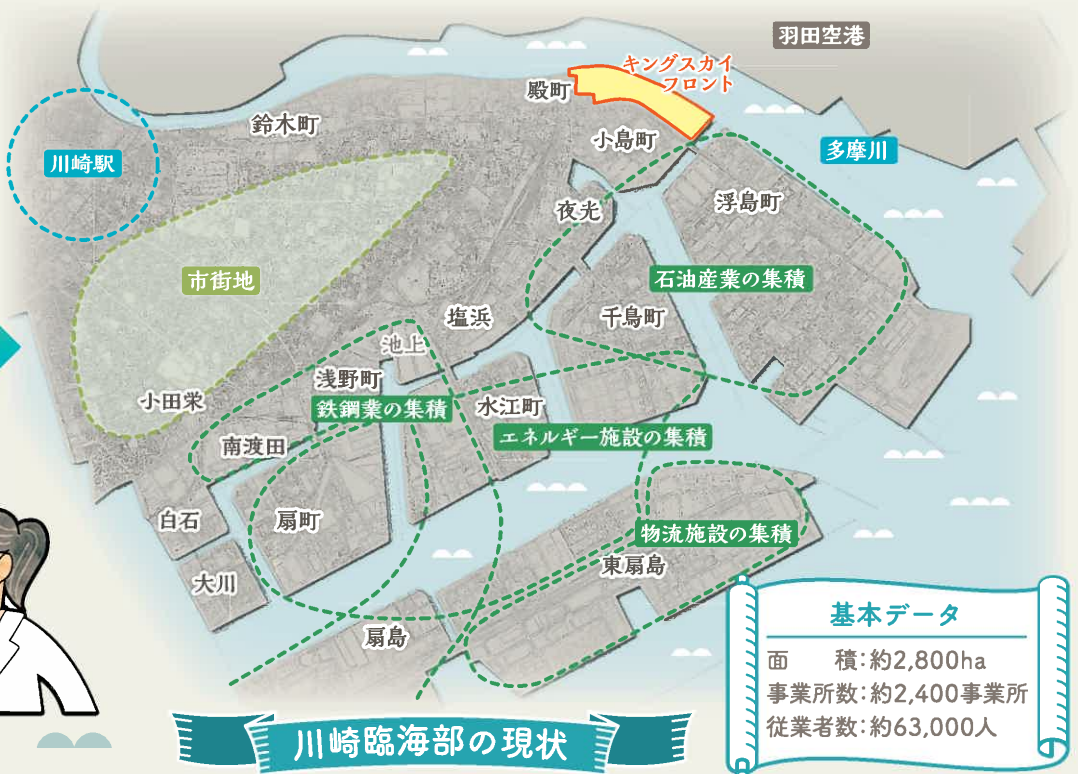 羽田空港
キングスカイ
フロント
殿町
鈴木町
小島町
多摩川
川崎駅
夜光
浮島町
市街地
石油産業の集積
塩浜
千鳥町
池上
浅野町
小田栄
鉄鋼業の集積
水江町
エネルギー施設の集積
南渡田
白石
扇町
物流施設の集積
東扇島
大川
扇島
基本データ
面　　積：約2,800ha
事業所数：約2,400事業所
従業者数：約63,000人
川崎臨海部の現状